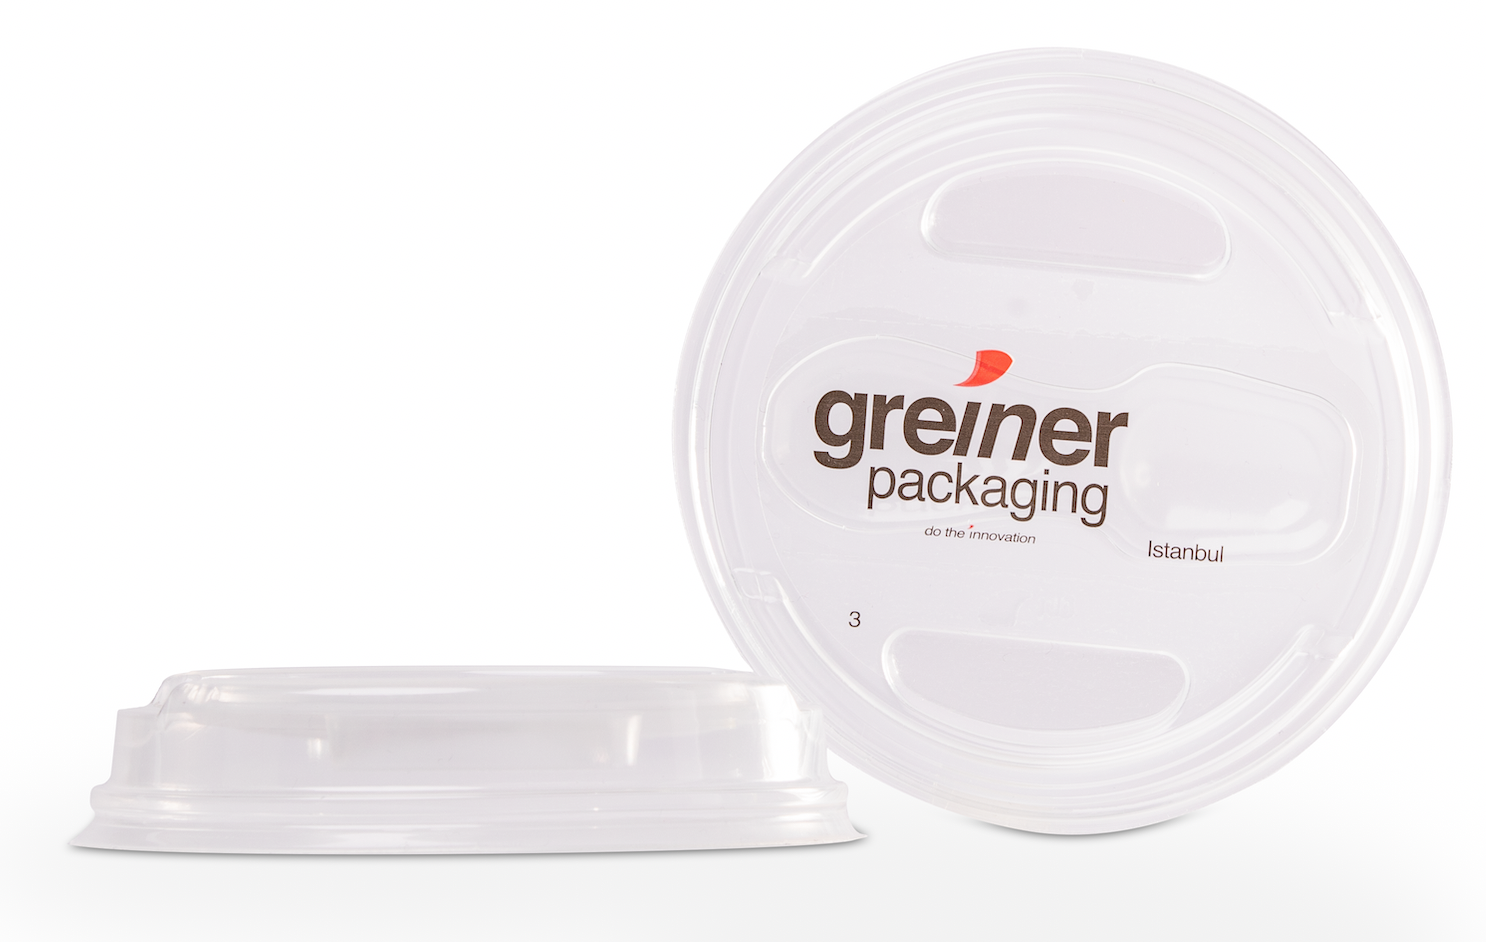 greiner
packaging
do the innovation
Istanbul
3